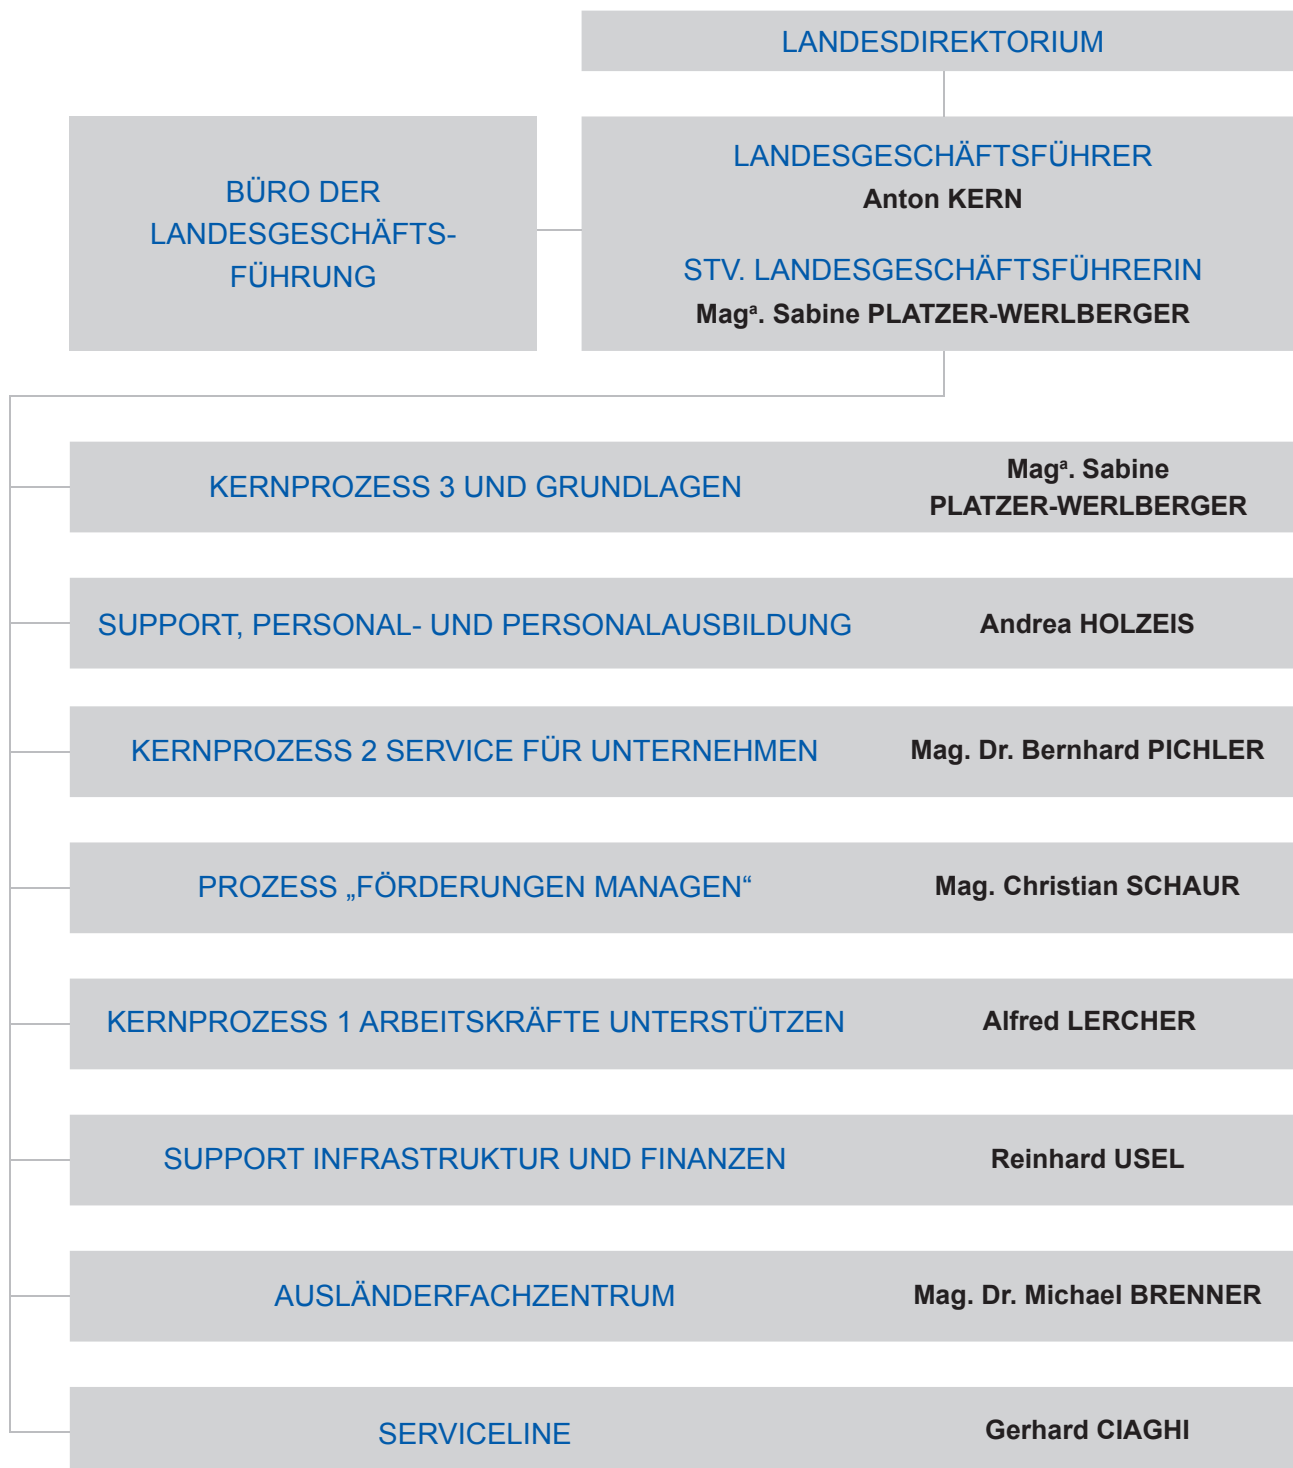 LANDESDIREKTORIUM
BÜRO DER
LANDESGESCHÄFTS-
FÜHRUNG
LANDESGESCHÄFTSFÜHRER
Anton KERN
STV. LANDESGESCHÄFTSFÜHRERIN
Magª. Sabine PLATZER-WERLBERGER
KERNPROZESS 3 UND GRUNDLAGEN
Magª. Sabine
PLATZER-WERLBERGER
SUPPORT, PERSONAL- UND PERSONALAUSBILDUNG
Andrea HOLZEIS
KERNPROZESS 2 SERVICE FÜR UNTERNEHMEN
Mag. Dr. Bernhard PICHLER
PROZESS „FÖRDERUNGEN MANAGEN“
Mag. Christian SCHAUR
KERNPROZESS 1 ARBEITSKRÄFTE UNTERSTÜTZEN
Alfred LERCHER
SUPPORT INFRASTRUKTUR UND FINANZEN
Reinhard USEL
AUSLÄNDERFACHZENTRUM
Mag. Dr. Michael BRENNER
SERVICELINE
Gerhard CIAGHI